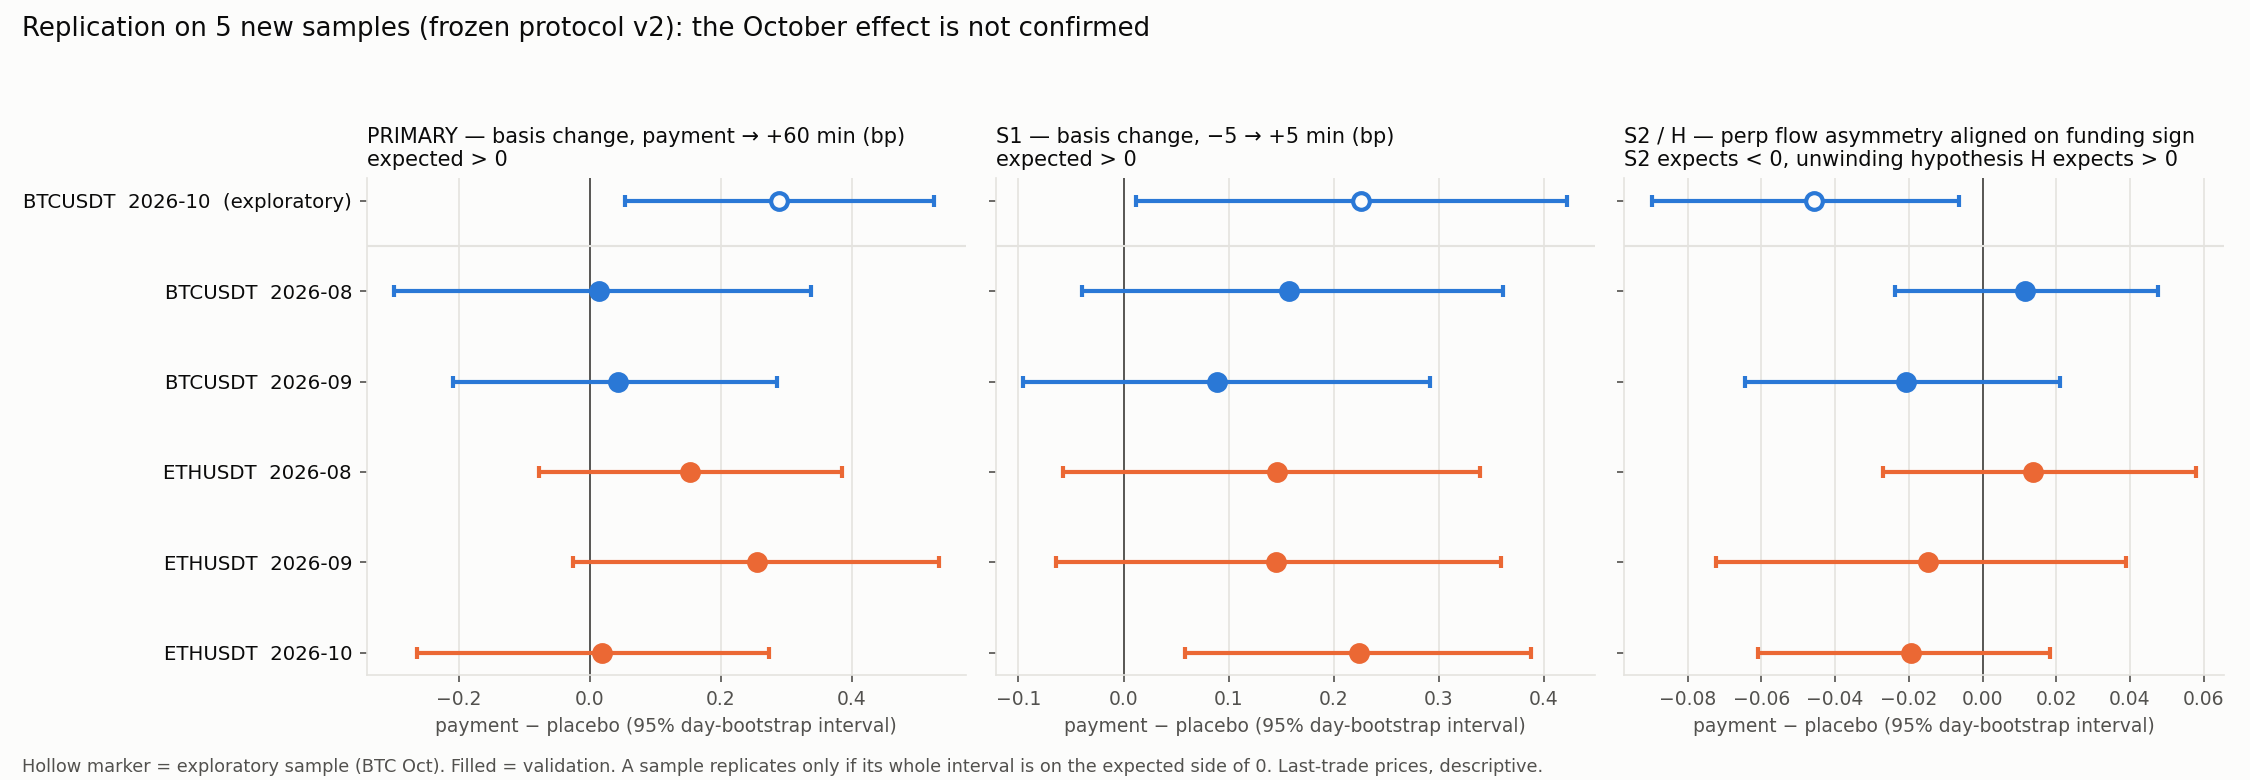 Replication on 5 new samples (frozen protocol v2): the October effect is not confirmed
PRIMARY — basis change, payment → +60 min (bp)
expected > 0
S1 — basis change, −5 → +5 min (bp)
expected > 0
S2 / H — perp flow asymmetry aligned on funding sign
S2 expects < 0, unwinding hypothesis H expects > 0
BTCUSDT 2026-10 (exploratory)
BTCUSDT 2026-08
BTCUSDT 2026-09
ETHUSDT 2026-08
ETHUSDT 2026-09
ETHUSDT 2026-10
−0.2 0.0 0.2 0.4
−0.1 0.0 0.1 0.2 0.3 0.4
−0.08 −0.06 −0.04 −0.02 0.00 0.02 0.04 0.06
payment − placebo (95% day-bootstrap interval)
payment − placebo (95% day-bootstrap interval)
payment − placebo (95% day-bootstrap interval)
Hollow marker = exploratory sample (BTC Oct). Filled = validation. A sample replicates only if its whole interval is on the expected side of 0. Last-trade prices, descriptive.